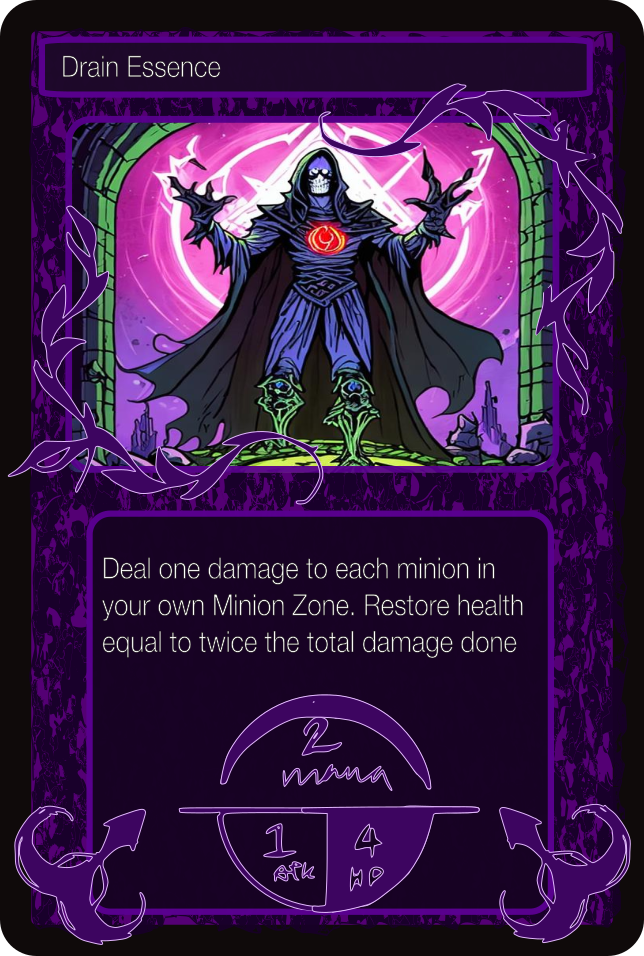 Drain Essence
Deal one damage to each minion in
your own Minion Zone. Restore health
equal to twice the total damage done
2
mana
1 4
Atk HP